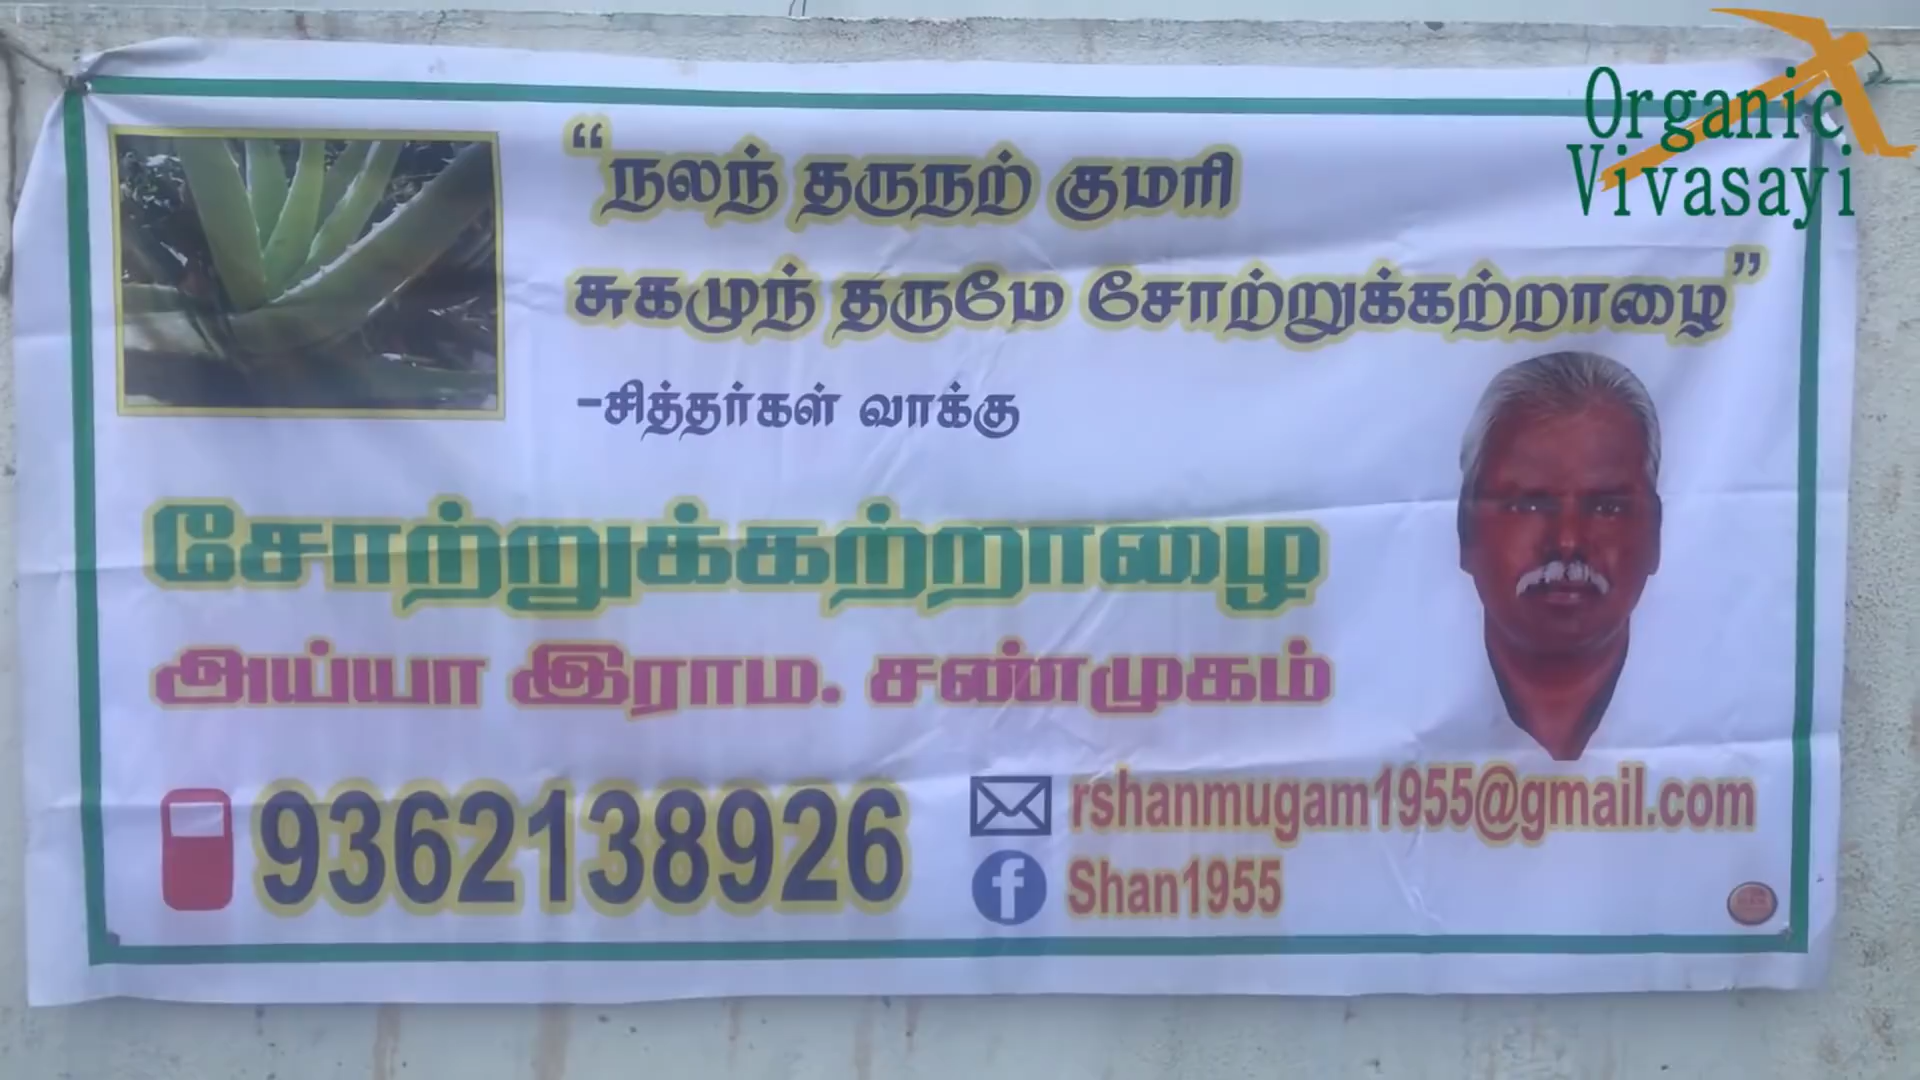 Organic
Vivasayi
“நலந் தருநற் குமரி
சுகமுந் தருமே சோற்றுக்கற்றாழை”
-சித்தர்கள் வாக்கு
சோற்றுக்கற்றாழை
அய்யா இராம. சண்முகம்
9362138926
rshanmugam1955@gmail.com
Shan1955